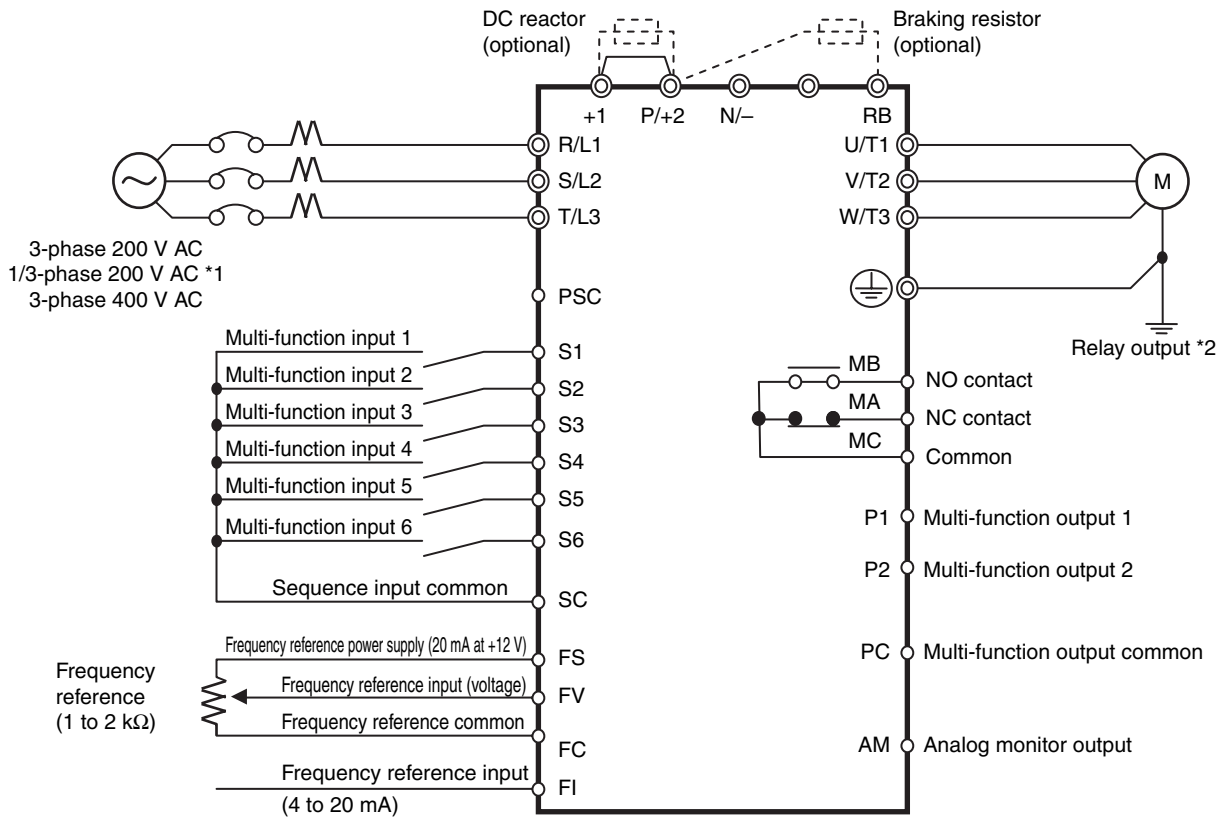 DC reactor
(optional)
Braking resistor
(optional)
+1
P/+2
N/–
RB
R/L1
S/L2
T/L3
U/T1
V/T2
W/T3
M
3-phase 200 V AC
1/3-phase 200 V AC *1
3-phase 400 V AC
PSC
Relay output *2
Multi-function input 1
S1
Multi-function input 2
S2
Multi-function input 3
S3
Multi-function input 4
S4
Multi-function input 5
S5
Multi-function input 6
S6
Sequence input common
SC
MB
NO contact
MA
NC contact
MC
Common
P1
Multi-function output 1
P2
Multi-function output 2
PC
Multi-function output common
AM
Analog monitor output
Frequency
reference
(1 to 2 kΩ)
Frequency reference power supply (20 mA at +12 V)
FS
Frequency reference input (voltage)
FV
Frequency reference common
FC
Frequency reference input
(4 to 20 mA)
FI